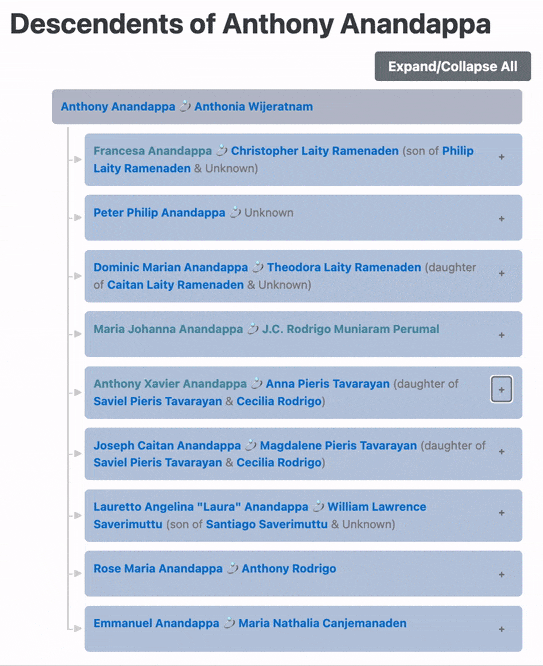 Descendents of Anthony Anandappa
Expand/Collapse All
Anthony Anandappa 💍 Anthonia Wijeratnam
Francesa Anandappa 💍 Christopher Laity Ramenaden (son of Philip
Laity Ramenaden & Unknown)
+
Peter Philip Anandappa 💍 Unknown
+
Dominic Marian Anandappa 💍 Theodora Laity Ramenaden (daughter
of Caitan Laity Ramenaden & Unknown)
+
Maria Johanna Anandappa 💍 J.C. Rodrigo Muniaram Perumal
+
Anthony Xavier Anandappa 💍 Anna Pieris Tavarayan (daughter of
Saviel Pieris Tavarayan & Cecilia Rodrigo)
+
Joseph Caitan Anandappa 💍 Magdalene Pieris Tavarayan (daughter of
Saviel Pieris Tavarayan & Cecilia Rodrigo)
+
Lauretto Angelina "Laura" Anandappa 💍 William Lawrence
Saverimuttu (son of Santiago Saverimuttu & Unknown)
+
Rose Maria Anandappa 💍 Anthony Rodrigo
+
Emmanuel Anandappa 💍 Maria Nathalia Canjemanaden
+